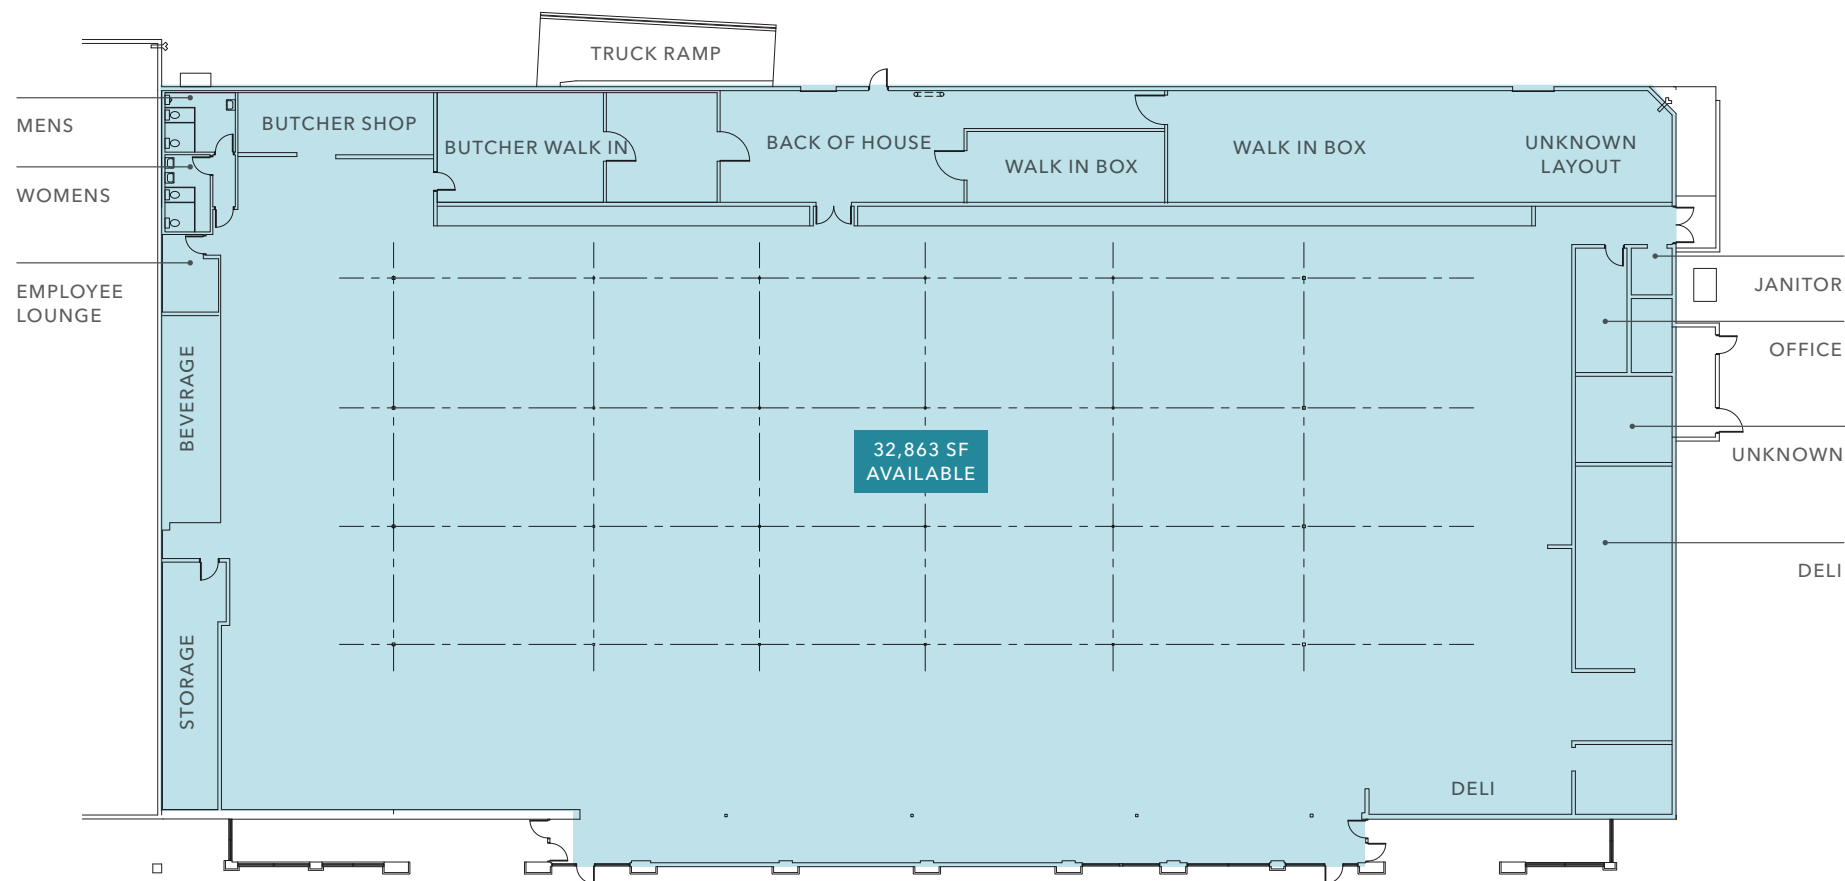 TRUCK RAMP
MENS
BUTCHER SHOP
BUTCHER WALK IN
BACK OF HOUSE
WALK IN BOX
WALK IN BOX
UNKNOWN
LAYOUT
WOMENS
EMPLOYEE
LOUNGE
JANITOR
OFFICE
BEVERAGE
32,863 SF
AVAILABLE
UNKNOWN
DELI
STORAGE
DELI